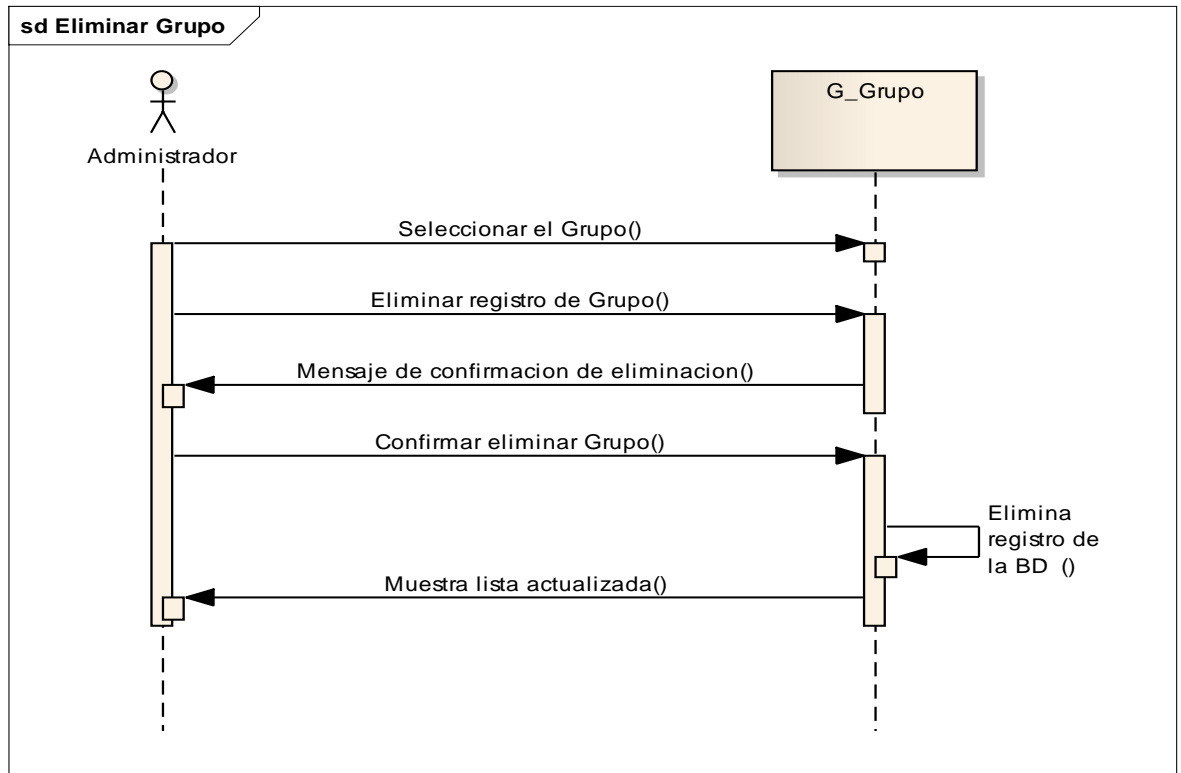 sd Eliminar Grupo
G_Grupo
Administrador
Seleccionar el Grupo()
Eliminar registro de Grupo()
Mensaje de confirmacion de eliminacion()
Confirmar eliminar Grupo()
Elimina
registro de
la BD ()
Muestra lista actualizada()